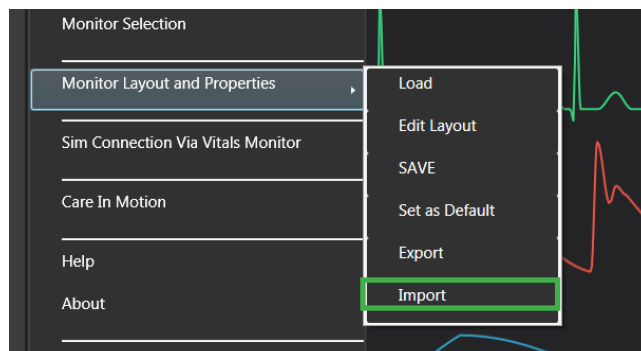 Monitor Selection
Monitor Layout and Properties
Sim Connection Via Vitals Monitor
Care In Motion
Help
About
Load
Edit Layout
SAVE
Set as Default
Export
Import